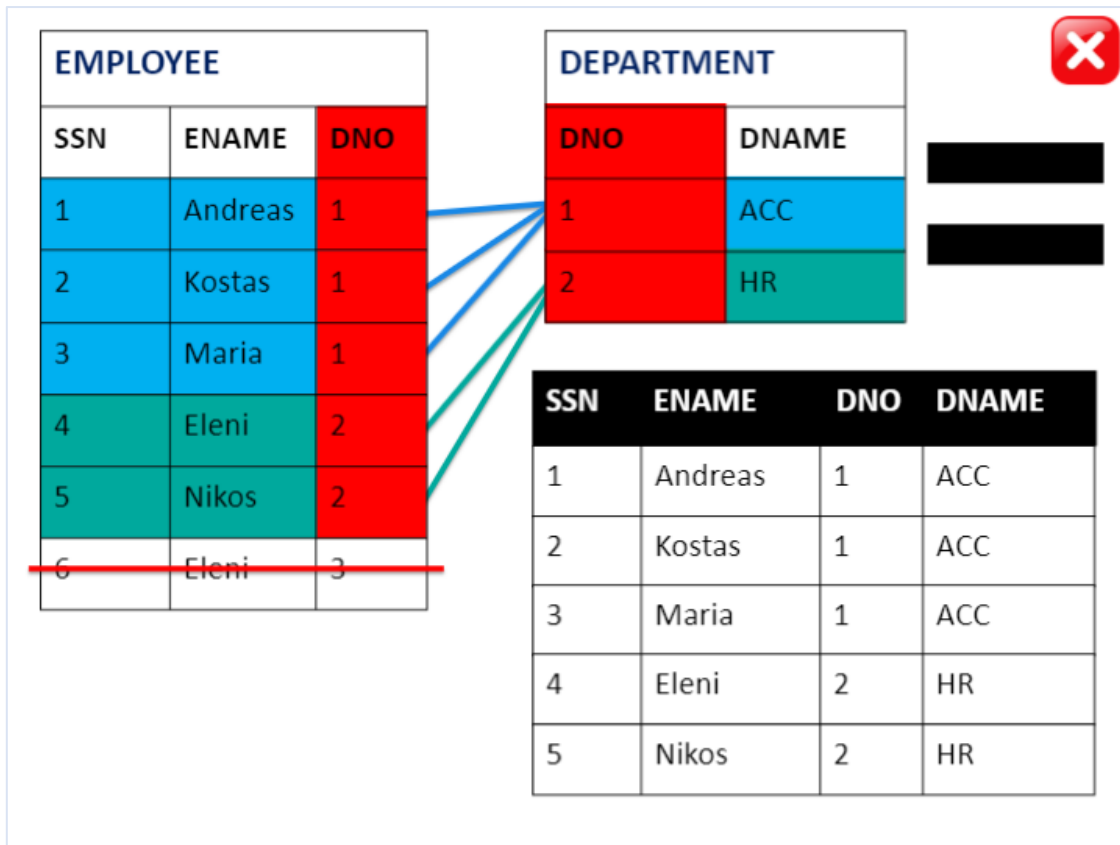 EMPLOYEE
SSN ENAME DNO
1 Andreas 1
2 Kostas 1
3 Maria 1
4 Eleni 2
5 Nikos 2
6 Eleni 3
DEPARTMENT
DNO DNAME
1 ACC
2 HR
SSN ENAME DNO DNAME
1 Andreas 1 ACC
2 Kostas 1 ACC
3 Maria 1 ACC
4 Eleni 2 HR
5 Nikos 2 HR